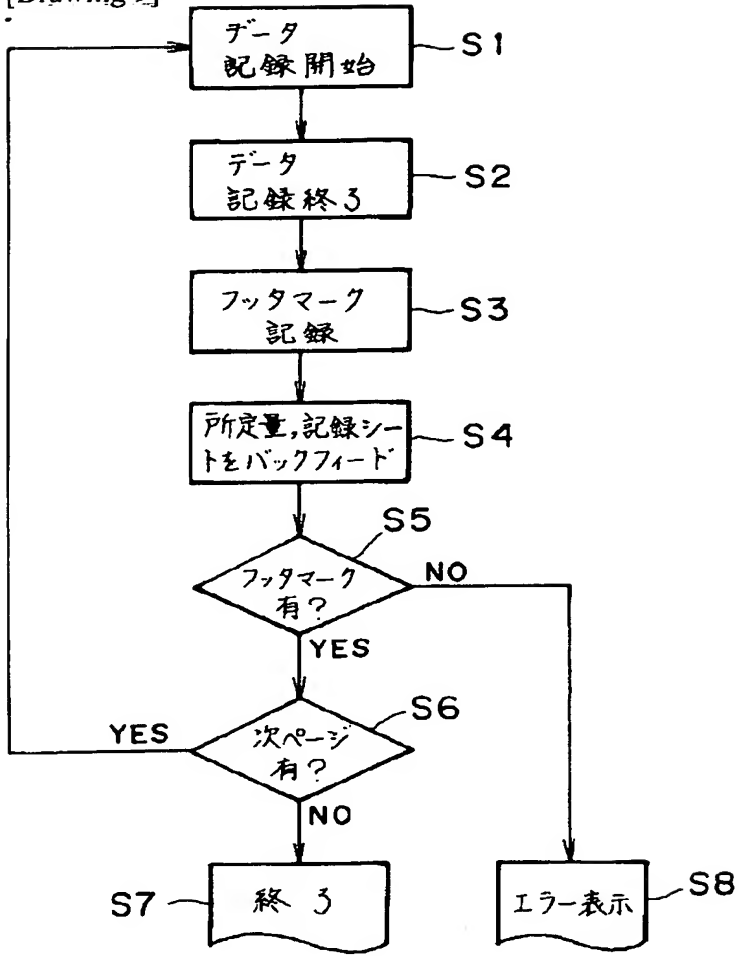 データ
記録開始
S1
データ
記録終了
S2
フッタマーク
記録
S3
所定量,記録シー
トをバックフィード
S4
S5
フッタマーク
有?
NO
YES
S6
次ページ
有?
YES
NO
S7
終了
エラー表示
S8